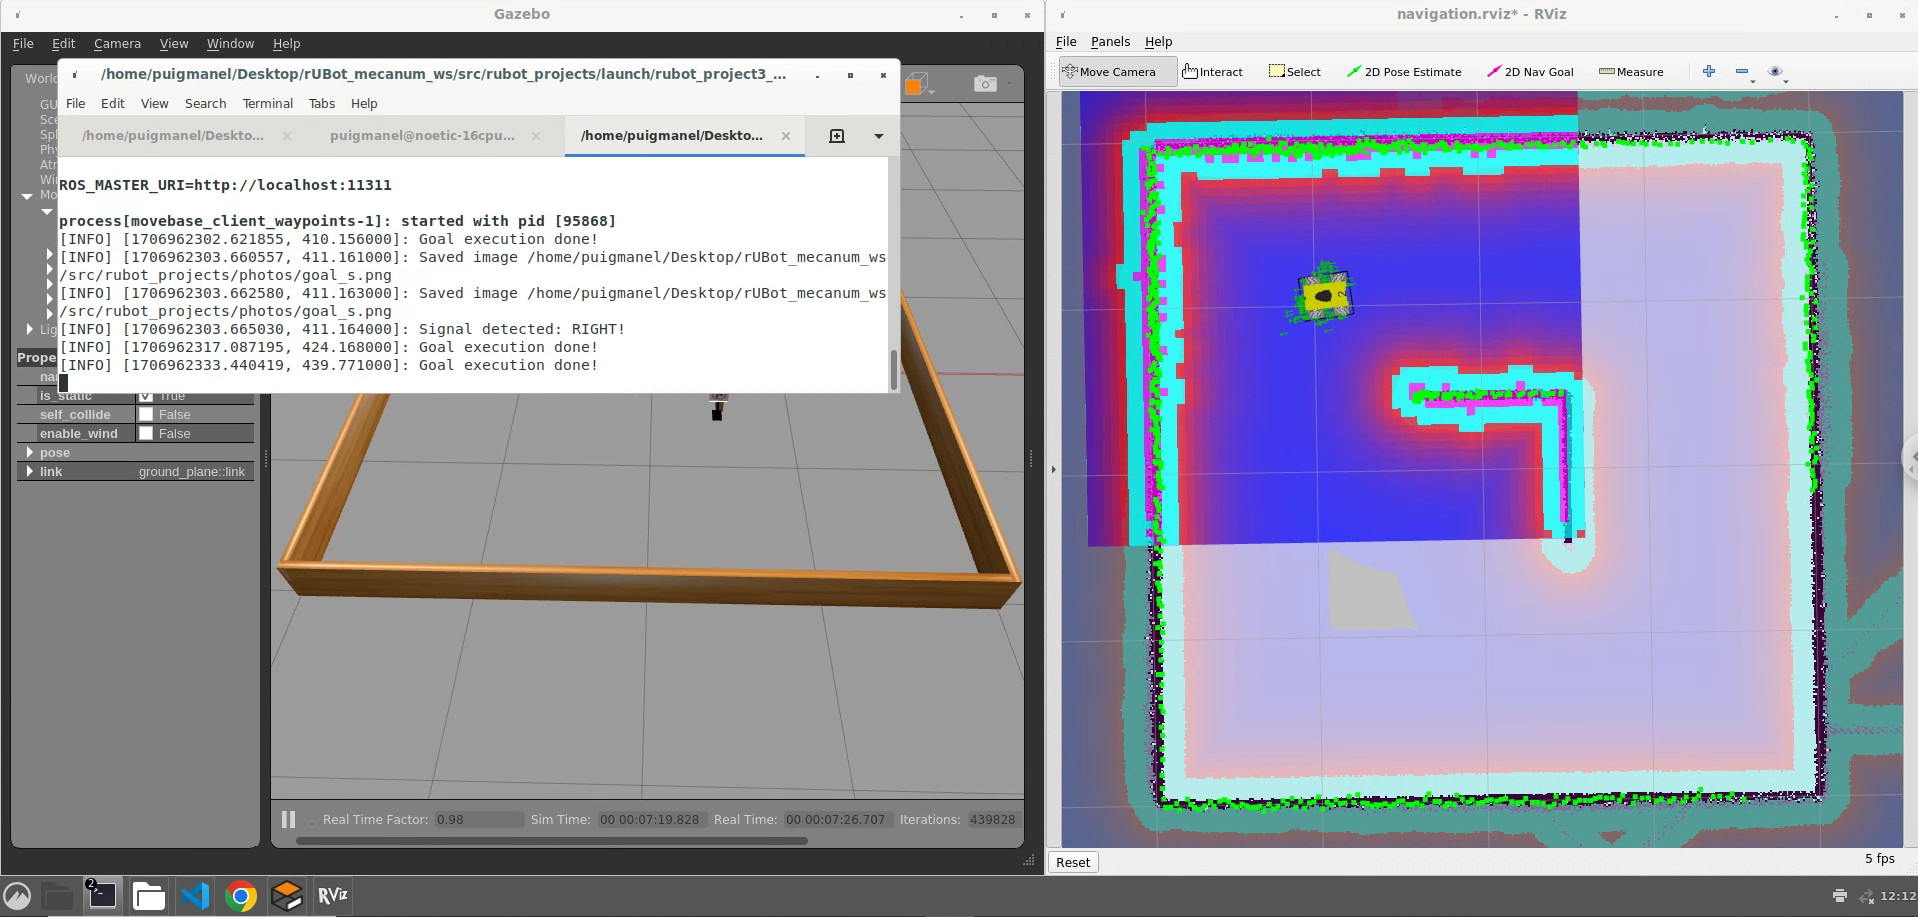 Gazebo
File Edit Camera View Window Help
/home/puigmanel/Desktop/rUBot_mecanum_ws/src/rubot_projects/launch/rubot_project3_...
File Edit View Search Terminal Tabs Help
/home/puigmanel/Deskto...
puigmanel@noetic-16cpu...
/home/puigmanel/Deskto...
ROS_MASTER_URI=http://localhost:11311
process[movebase_client_waypoints-1]: started with pid [95868]
[INFO] [1706962302.621855, 410.156000]: Goal execution done!
[INFO] [1706962303.660557, 411.161000]: Saved image /home/puigmanel/Desktop/rUBot_mecanum_ws
/src/rubot_projects/photos/goal_s.png
[INFO] [1706962303.662580, 411.163000]: Saved image /home/puigmanel/Desktop/rUBot_mecanum_ws
/src/rubot_projects/photos/goal_s.png
[INFO] [1706962303.665030, 411.164000]: Signal detected: RIGHT!
[INFO] [1706962317.087195, 424.168000]: Goal execution done!
[INFO] [1706962333.440419, 439.771000]: Goal execution done!
World
GU
Sce
Sp
Phy
Atr
Wi
Mo
Lig
Prope
na
is_static True
self_collide False
enable_wind False
pose
link ground_plane::link
Real Time Factor: 0.98 Sim Time: 00 00:07:19.828 Real Time: 00 00:07:26.707 Iterations: 439828
navigation.rviz* - RViz
File Panels Help
Move Camera Interact Select 2D Pose Estimate 2D Nav Goal Measure
Reset
5 fps
2
RViz
12:12